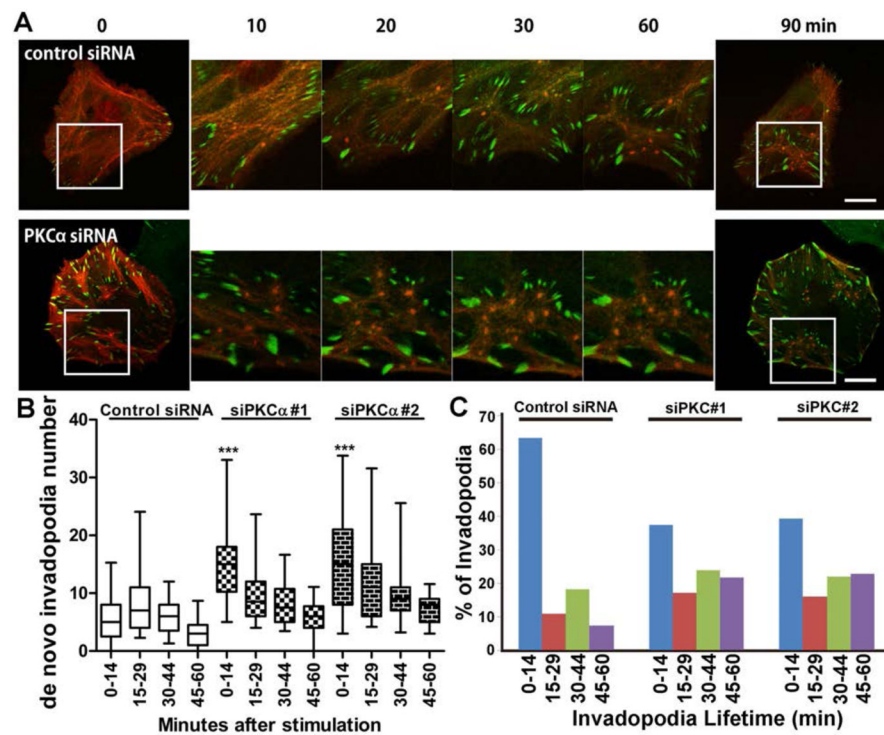 A
0 10 20 30 60 90 min
control siRNA
PKCα siRNA
B
Control siRNA siPKCα#1 siPKCα#2
de novo invadopodia number
40
30
20
10
0
*** ***
0-14 15-29 30-44 45-60 0-14 15-29 30-44 45-60 0-14 15-29 30-44 45-60
Minutes after stimulation
C
Control siRNA siPKC#1 siPKC#2
% of Invadopodia
70
60
50
40
30
20
10
0
0-14 15-29 30-44 45-60 0-14 15-29 30-44 45-60 0-14 15-29 30-44 45-60
Invadopodia Lifetime (min)